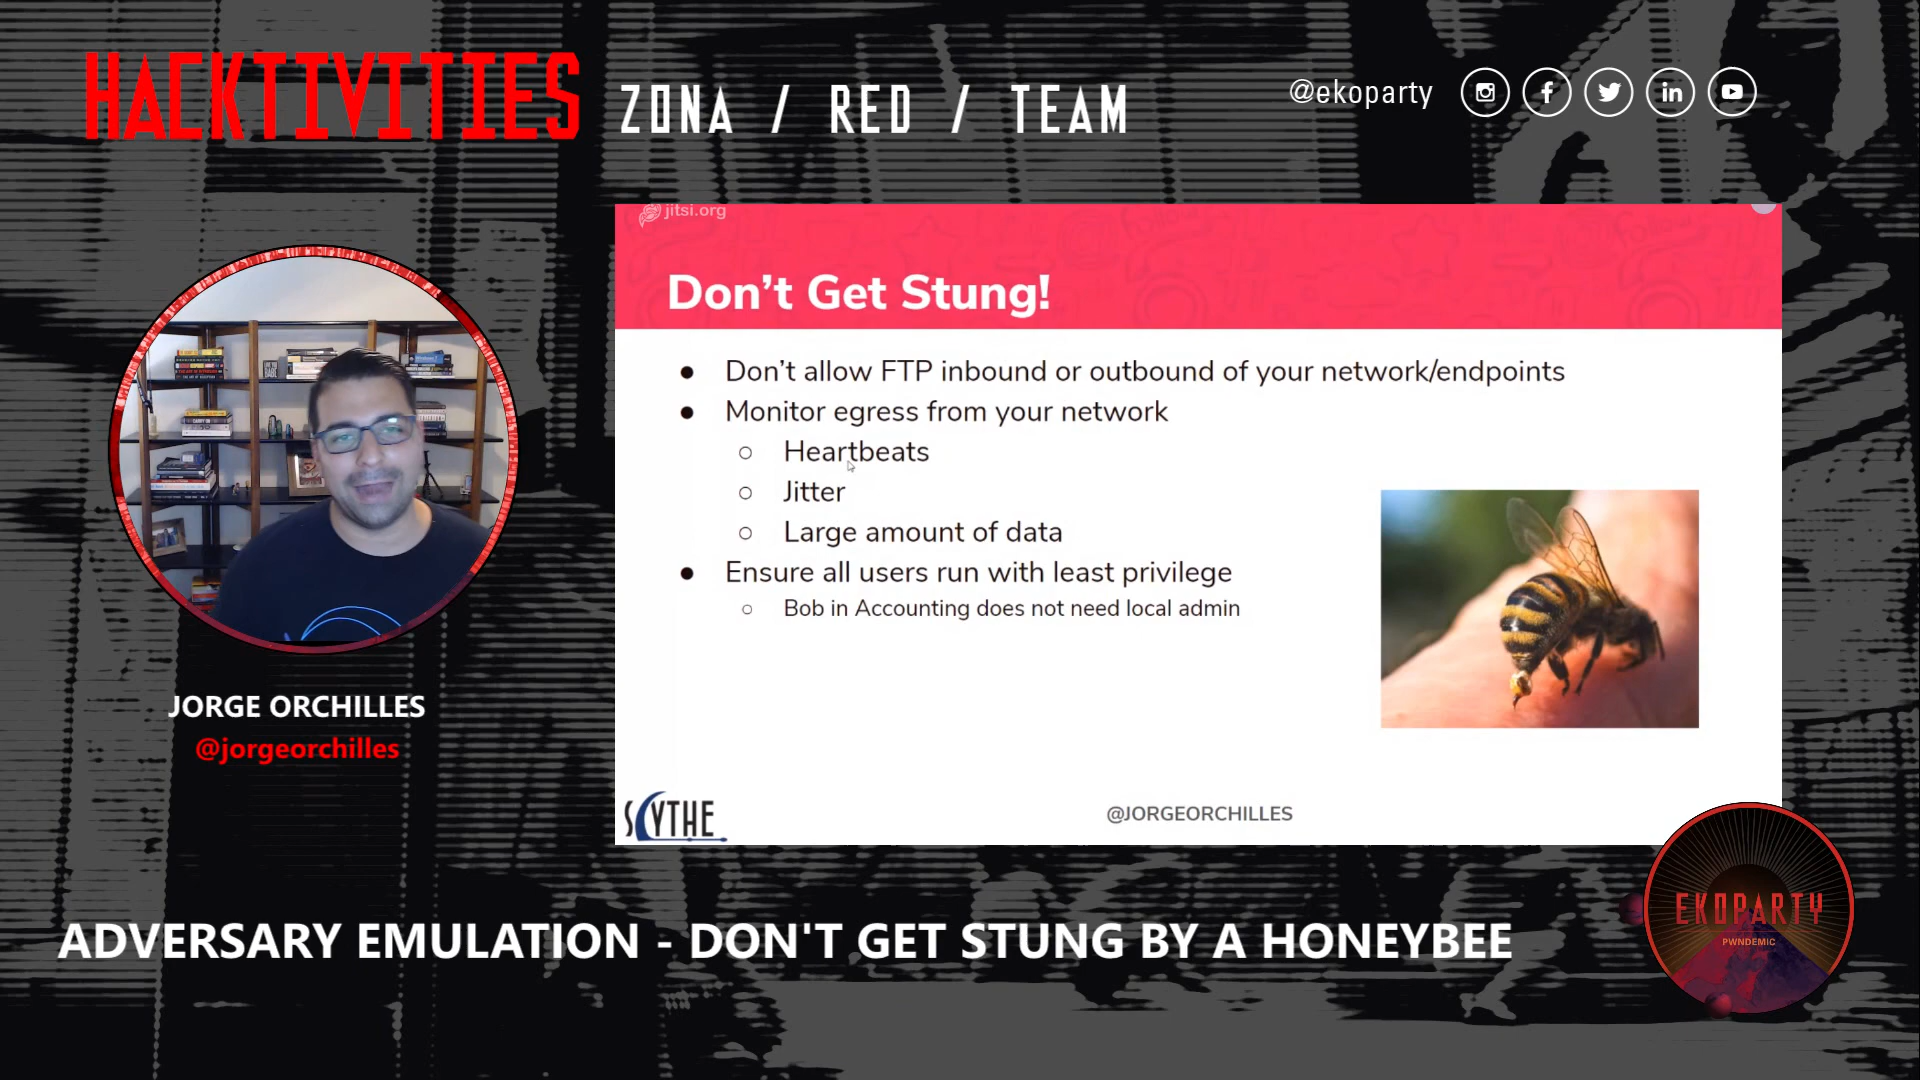 HACKTIVITIES
ZONA / RED / TEAM
@ekoparty
jitsi.org
Don't Get Stung!
● Don't allow FTP inbound or outbound of your network/endpoints
● Monitor egress from your network
○ Heartbeats
○ Jitter
○ Large amount of data
● Ensure all users run with least privilege
○ Bob in Accounting does not need local admin
JORGE ORCHILLES
@jorgeorchilles
SCYTHE
@JORGEORCHILLES
EKOPARTY
PWNDEMIC
ADVERSARY EMULATION - DON'T GET STUNG BY A HONEYBEE